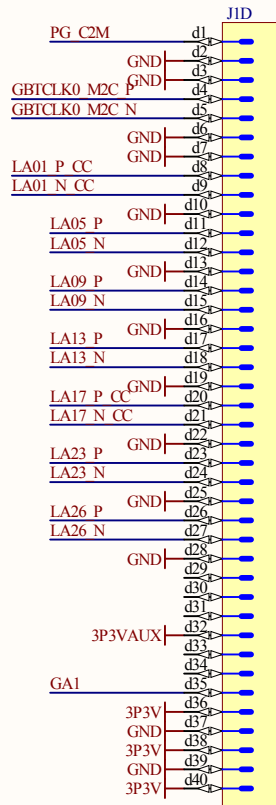 J1D
PG_C2M d1
d2
GND d3
GND
GBTCLK0_M2C_P d4
GBTCLK0_M2C_N d5
GND d6
GND d7
LA01_P_CC d8
LA01_N_CC d9
GND d10
LA05_P d11
LA05_N d12
GND d13
LA09_P d14
LA09_N d15
GND d16
LA13_P d17
LA13_N d18
GND d19
LA17_P_CC d20
LA17_N_CC d21
GND d22
LA23_P d23
LA23_N d24
GND d25
LA26_P d26
LA26_N d27
GND d28
d29
d30
d31
3P3VAUX d32
d33
d34
GA1 d35
3P3V d36
GND d37
3P3V d38
GND d39
3P3V d40